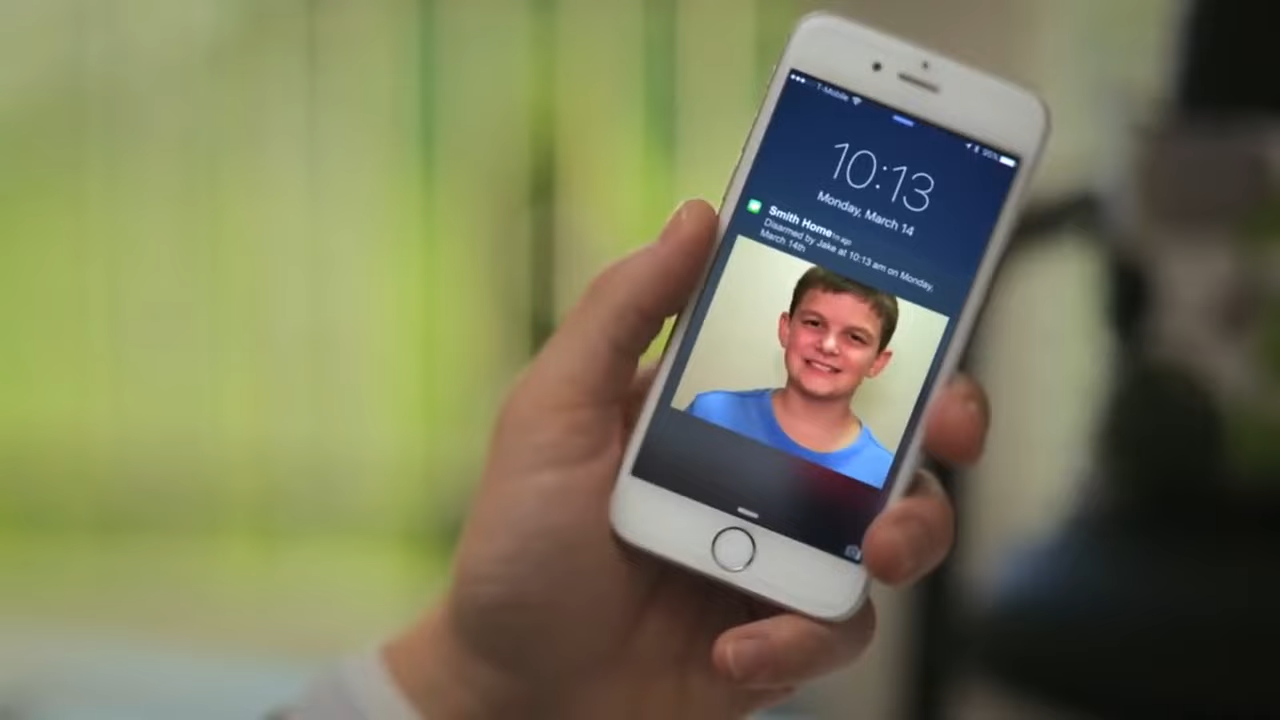 T-Mobile
95%
10:13
Monday, March 14
Smith Home 1m ago
Disarmed by Jake at 10:13 am on Monday,
March 14th